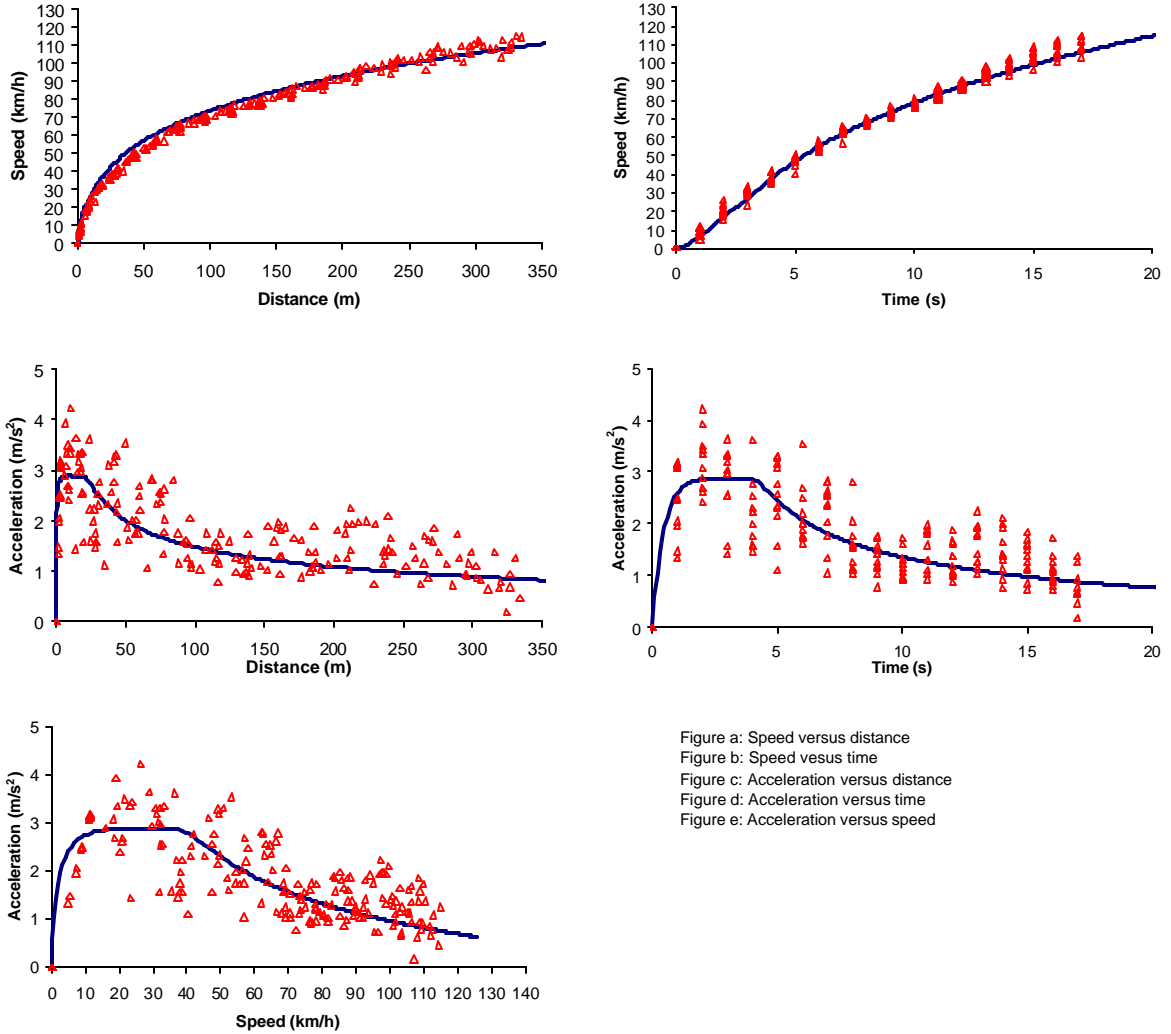 130
120
110
100
90
80
70
60
50
40
30
20
10
0
Speed (km/h)
0 50 100 150 200 250 300 350
Distance (m)
130
120
110
100
90
80
70
60
50
40
30
20
10
0
Speed (km/h)
0 5 10 15 20
Time (s)
5
4
3
2
1
0
Acceleration (m/s²)
0 50 100 150 200 250 300 350
Distance (m)
5
4
3
2
1
0
Acceleration (m/s²)
0 5 10 15 20
Time (s)
5
4
3
2
1
0
Acceleration (m/s²)
0 10 20 30 40 50 60 70 80 90 100 110 120 130 140
Speed (km/h)
Figure a: Speed versus distance
Figure b: Speed vesus time
Figure c: Acceleration versus distance
Figure d: Acceleration versus time
Figure e: Acceleration versus speed